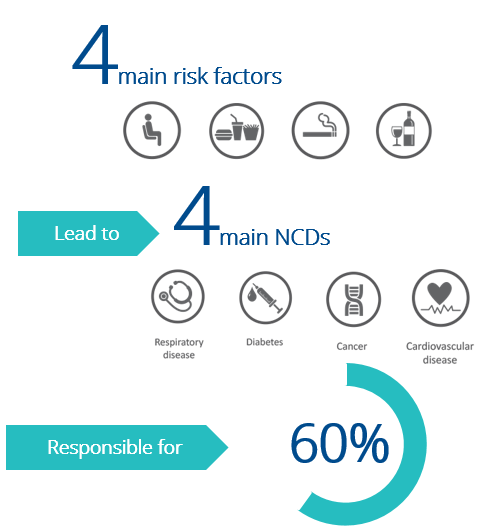 4 main risk factors
Lead to
4 main NCDs
Respiratory
disease
Diabetes
Cancer
Cardiovascular
disease
Responsible for
60%